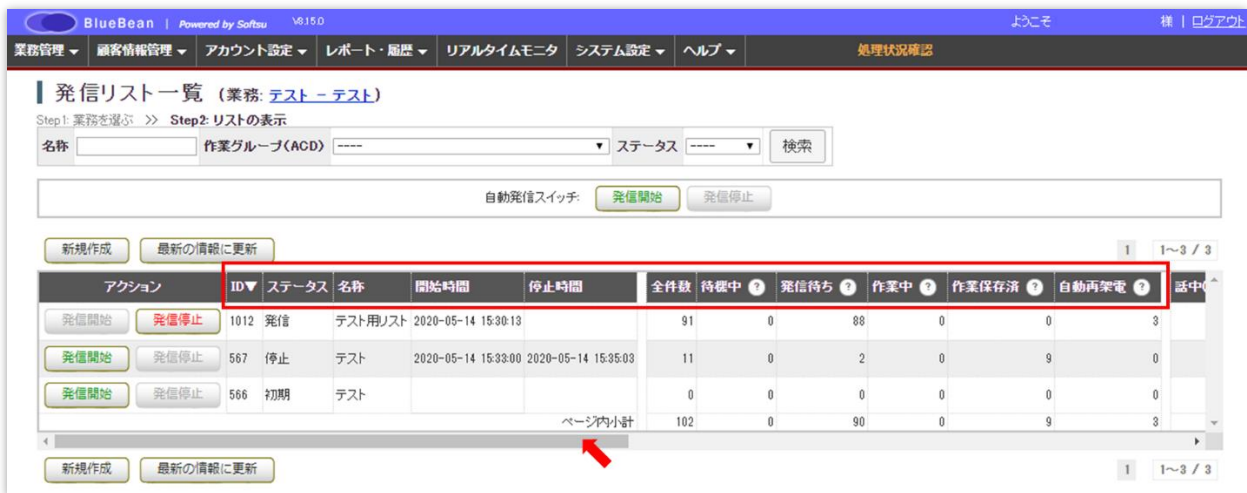 BlueBean | Powered by Softsu V8.15.0 ようこそ 様 | ログアウト
業務管理 ▼ 顧客情報管理 ▼ アカウント設定 ▼ レポート・履歴 ▼ リアルタイムモニタ システム設定 ▼ ヘルプ ▼ 処理状況確認
発信リスト一覧 (業務: テスト - テスト)
Step1: 業務を選ぶ >> Step2: リストの表示
名称 作業グループ(ACD) ---- ▼ ステータス ---- ▼ 検索
自動発信スイッチ: 発信開始 発信停止
新規作成 最新の情報に更新 1 1~3 / 3
アクション ID▼ ステータス 名称 開始時間 停止時間 全件数 待機中 ? 発信待ち ? 作業中 ? 作業保存済 ? 自動再架電 ? 話中(
発信開始 発信停止 1012 発信 テスト用リスト 2020-05-14 15:30:13 91 0 88 0 0 3
発信開始 発信停止 567 停止 テスト 2020-05-14 15:33:00 2020-05-14 15:35:03 11 0 2 0 9 0
発信開始 発信停止 566 初期 テスト 0 0 0 0 0 0
ページ内小計 102 0 90 0 9 3
新規作成 最新の情報に更新 1 1~3 / 3